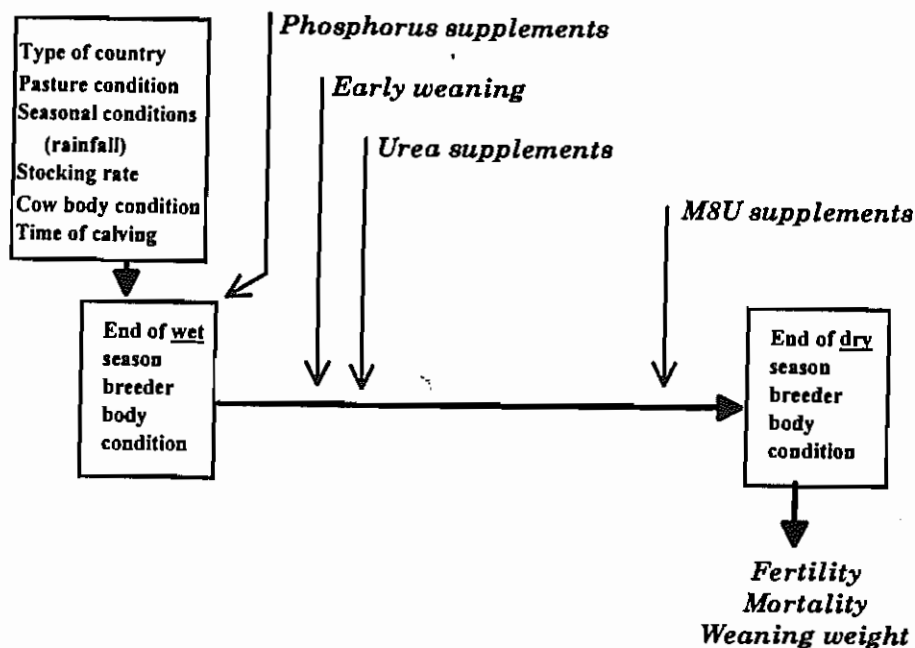 Type of country
Pasture condition
Seasonal conditions
(rainfall)
Stocking rate
Cow body condition
Time of calving
Phosphorus supplements
Early weaning
Urea supplements
M8U supplements
End of wet
season
breeder
body
condition
End of dry
season
breeder
body
condition
Fertility
Mortality
Weaning weight